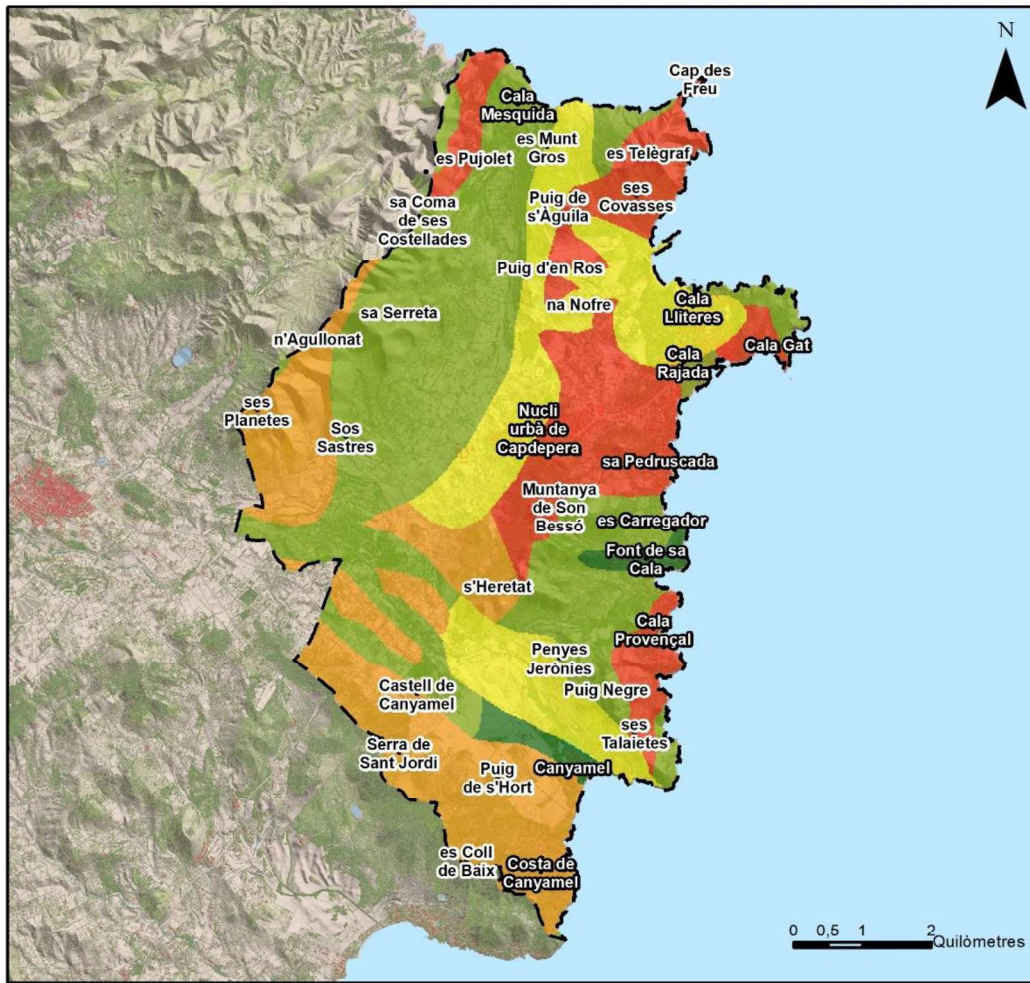 N
Cap des
Freu
Cala
Mesquida
es Munt
Gros
es Telègraf
es Pujolet
ses
Covasses
Puig de
s'Àguila
sa Coma
de ses
Costellades
Puig d'en Ros
na Nofre
Cala
Lliteres
sa Serreta
n'Agullonat
Cala Gat
Cala
Rajada
ses
Planetes
Sos
Sastres
Nucli
urbà de
Capdepera
sa Pedruscada
Muntanya
de Son
Bessó
es Carregador
Font de sa
Cala
s'Heretat
Cala
Provençal
Penyes
Jerònies
Puig Negre
Castell de
Canyamel
ses
Talaietes
Serra de
Sant Jordi
Puig
de s'Hort
Canyamel
es Coll
de Baix
Costa de
Canyamel
0 0,5 1 2
Quilòmetres